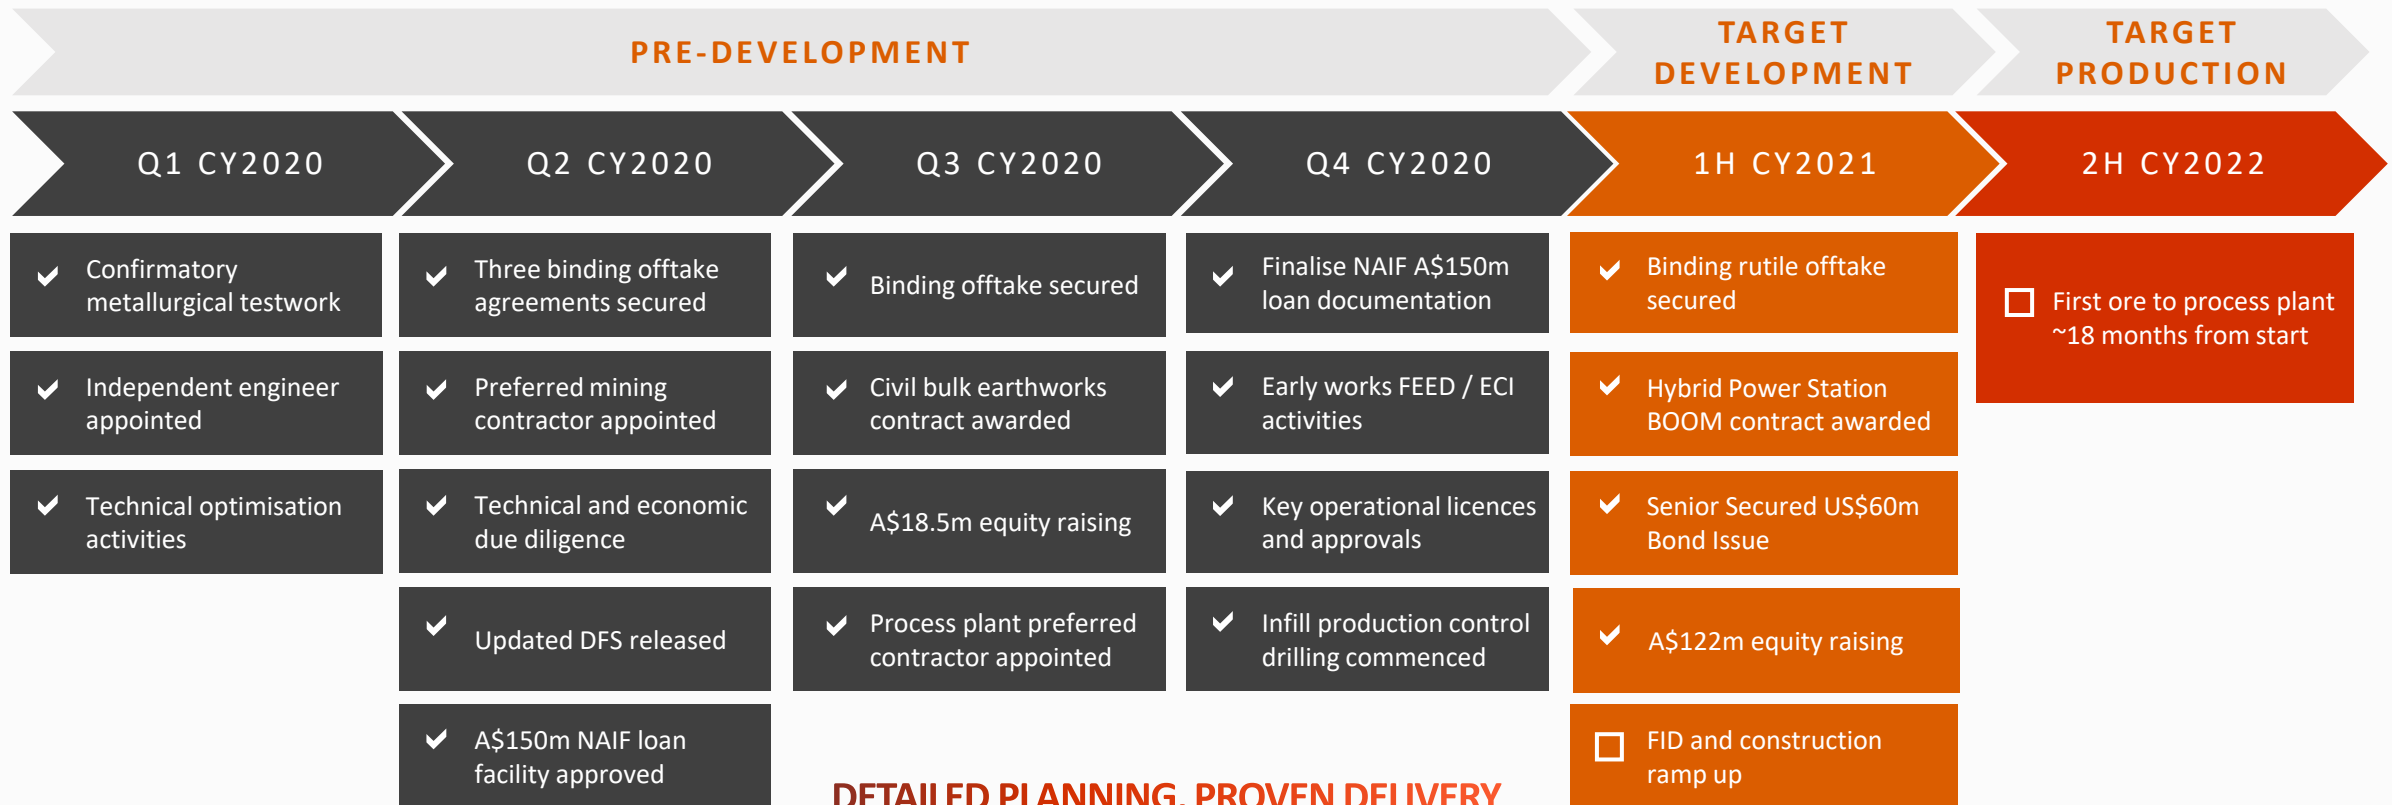 PRE-DEVELOPMENT
TARGET
DEVELOPMENT
TARGET
PRODUCTION
Q1 CY2020
Q2 CY2020
Q3 CY2020
Q4 CY2020
1H CY2021
2H CY2022
Confirmatory
metallurgical testwork
Independent engineer
appointed
Technical optimisation
activities
Three binding offtake
agreements secured
Preferred mining
contractor appointed
Technical and economic
due diligence
Updated DFS released
A$150m NAIF loan
facility approved
Binding offtake secured
Civil bulk earthworks
contract awarded
A$18.5m equity raising
Process plant preferred
contractor appointed
Finalise NAIF A$150m
loan documentation
Early works FEED / ECI
activities
Key operational licences
and approvals
Infill production control
drilling commenced
Binding rutile offtake
secured
Hybrid Power Station
BOOM contract awarded
Senior Secured US$60m
Bond Issue
A$122m equity raising
FID and construction
ramp up
First ore to process plant
~18 months from start
DETAILED PLANNING, PROVEN DELIVERY